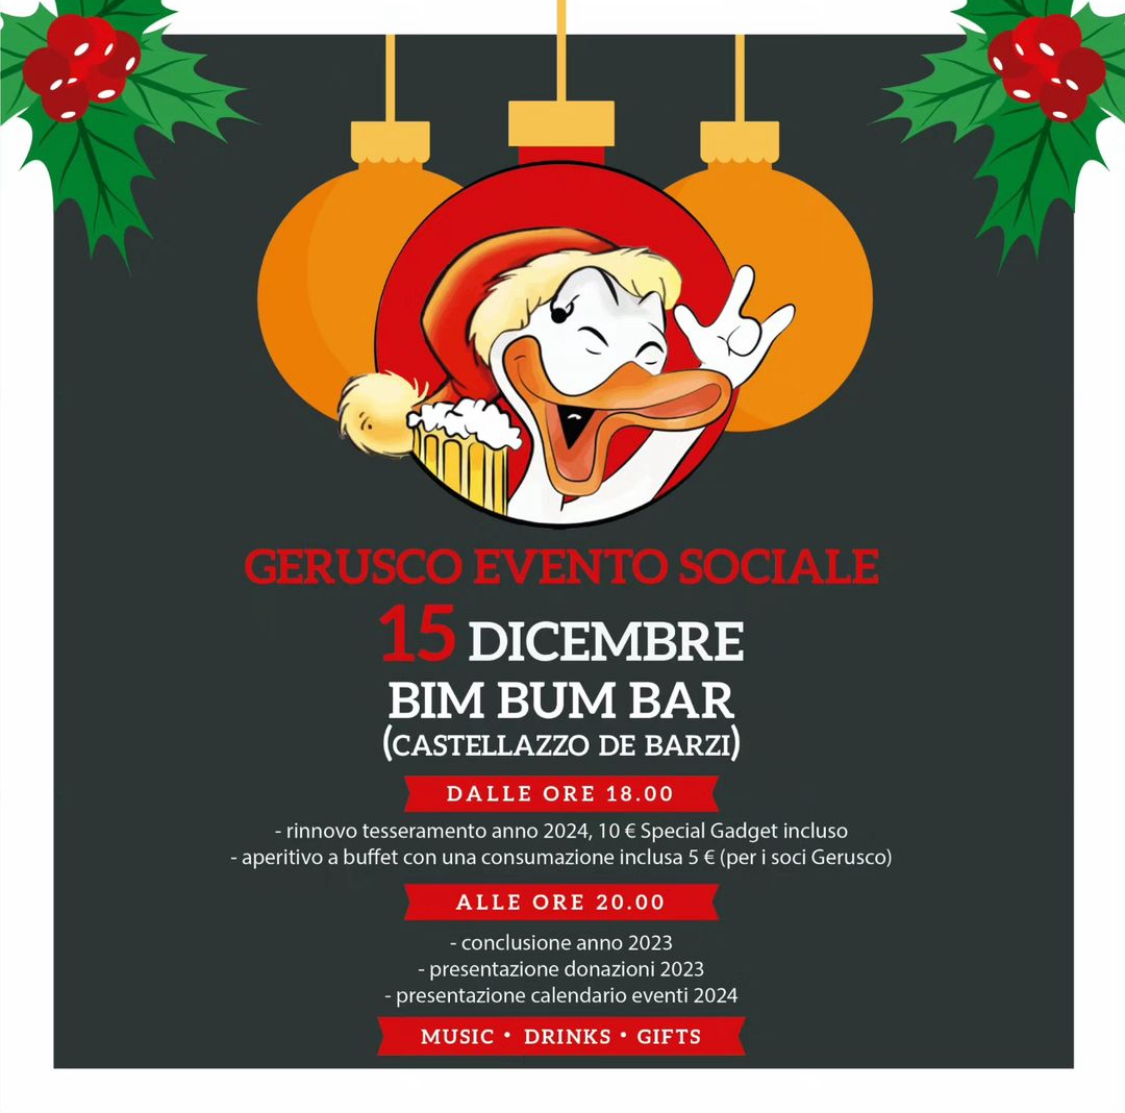 GERUSCO EVENTO SOCIALE
15 DICEMBRE
BIM BUM BAR
(CASTELLAZZO DE BARZI)
DALLE ORE 18.00
- rinnovo tesseramento anno 2024, 10 € Special Gadget incluso
- aperitivo a buffet con una consumazione inclusa 5 € (per i soci Gerusco)
ALLE ORE 20.00
- conclusione anno 2023
- presentazione donazioni 2023
- presentazione calendario eventi 2024
MUSIC • DRINKS • GIFTS